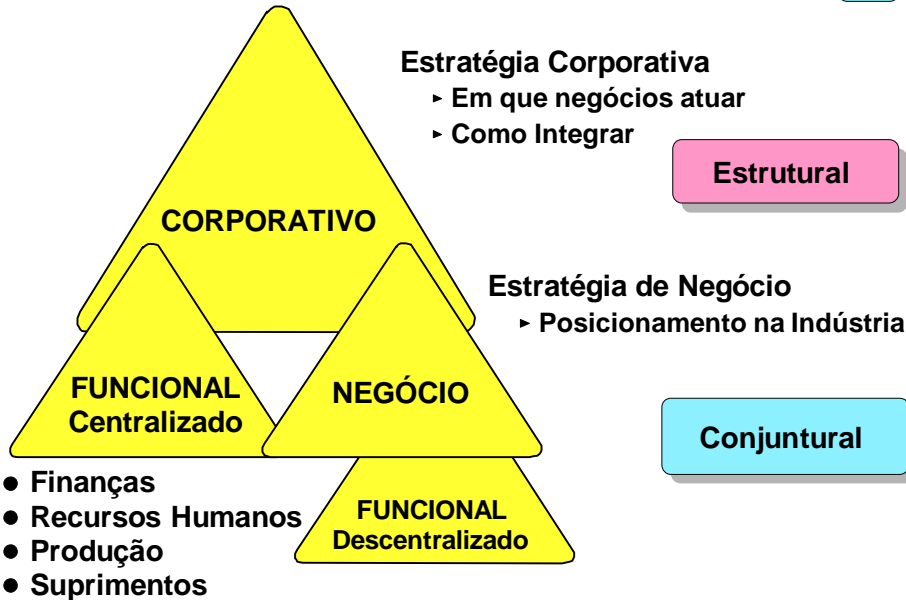 Estratégia Corporativa
▸ Em que negócios atuar
▸ Como Integrar
Estrutural
CORPORATIVO
Estratégia de Negócio
▸ Posicionamento na Indústria
FUNCIONAL
Centralizado
NEGÓCIO
Conjuntural
● Finanças
● Recursos Humanos
● Produção
● Suprimentos
FUNCIONAL
Descentralizado